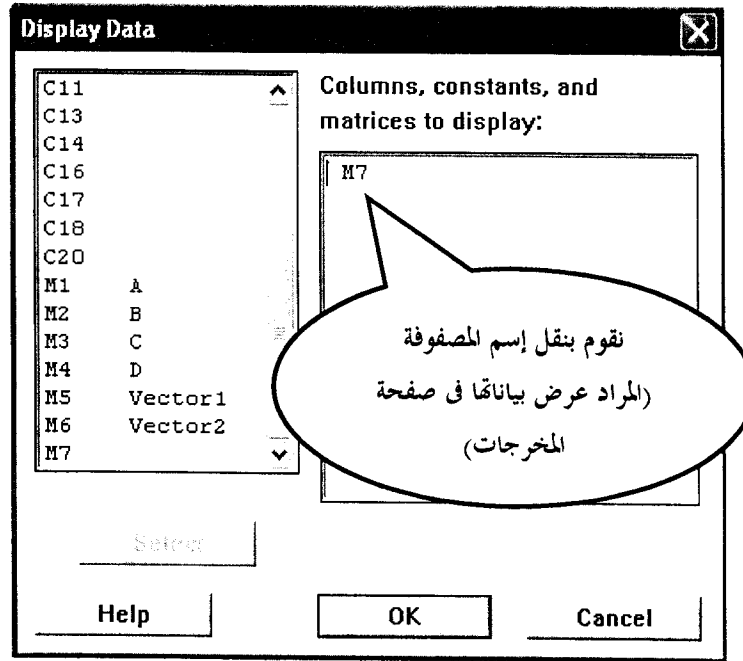 Display Data
C11
C13
C14
C16
C17
C18
C20
M1 A
M2 B
M3 C
M4 D
M5 Vector1
M6 Vector2
M7
Columns, constants, and
matrices to display:
M7
نقوم بنقل إسم المصفوفة
(المراد عرض بياناتها فى صفحة
المخرجات)
Select
Help
OK
Cancel